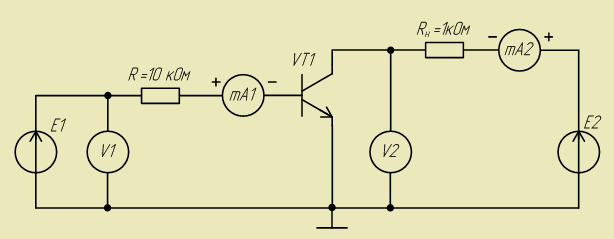 Rн =1кОм
− mA2 +
VT1
R =10 кОм
+ mA1 −
E1
V1
V2
E2